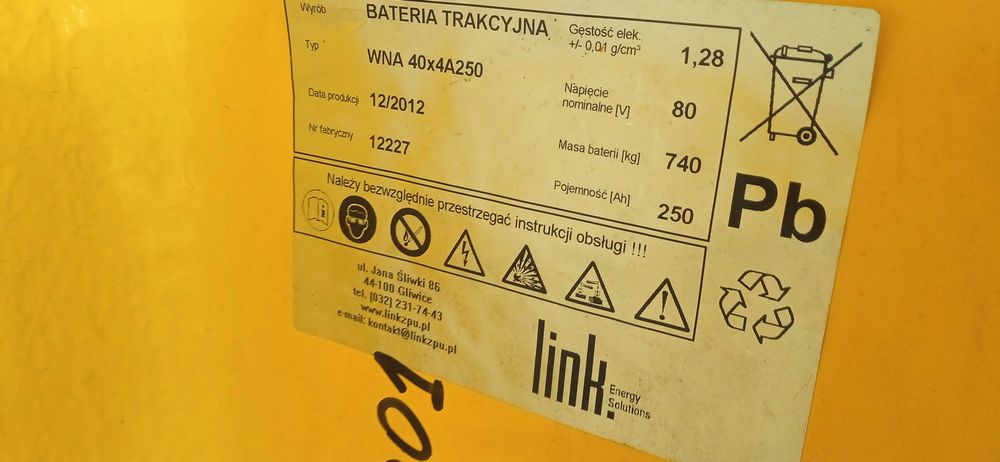 Wyrób BATERIA TRAKCYJNA
Typ WNA 40x4A250
Data produkcji 12/2012
Nr fabryczny 12227
Gęstość elek.
+/- 0,01 g/cm³ 1,28
Napięcie
nominalne [V] 80
Masa baterii [kg] 740
Pojemność [Ah] 250
Należy bezwzględnie przestrzegać instrukcji obsługi !!!
Pb
ul. Jana Śliwki 86
44-100 Gliwice
tel. (032) 231-74-43
www.linkzpu.pl
e-mail: kontakt@linkzpu.pl
link.
Energy
Solutions
01